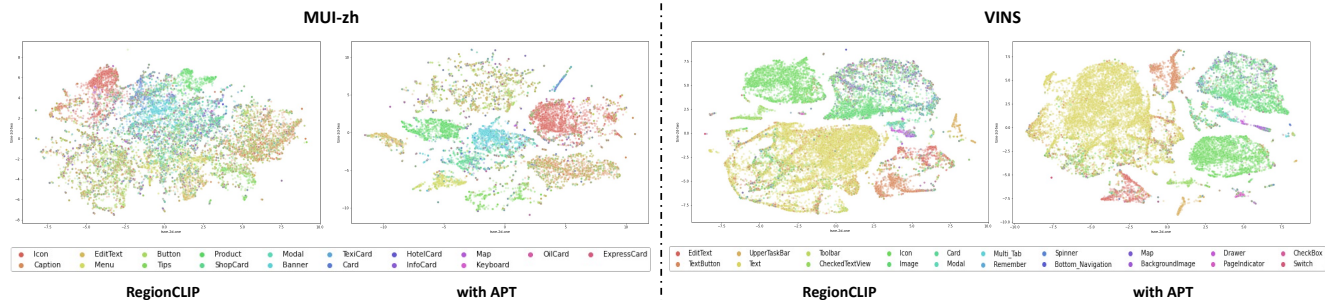 MUI-zh VINS
Icon EditText Button Product Modal TexiCard HotelCard Map OilCard ExpressCard
Caption Menu Tips ShopCard Banner Card InfoCard Keyboard
EditText UpperTaskBar Toolbar Icon Card Multi_Tab Spinner Map Drawer CheckBox
TextButton Text CheckedTextView Image Modal Remember Bottom_Navigation BackgroundImage PageIndicator Switch
RegionCLIP with APT RegionCLIP with APT